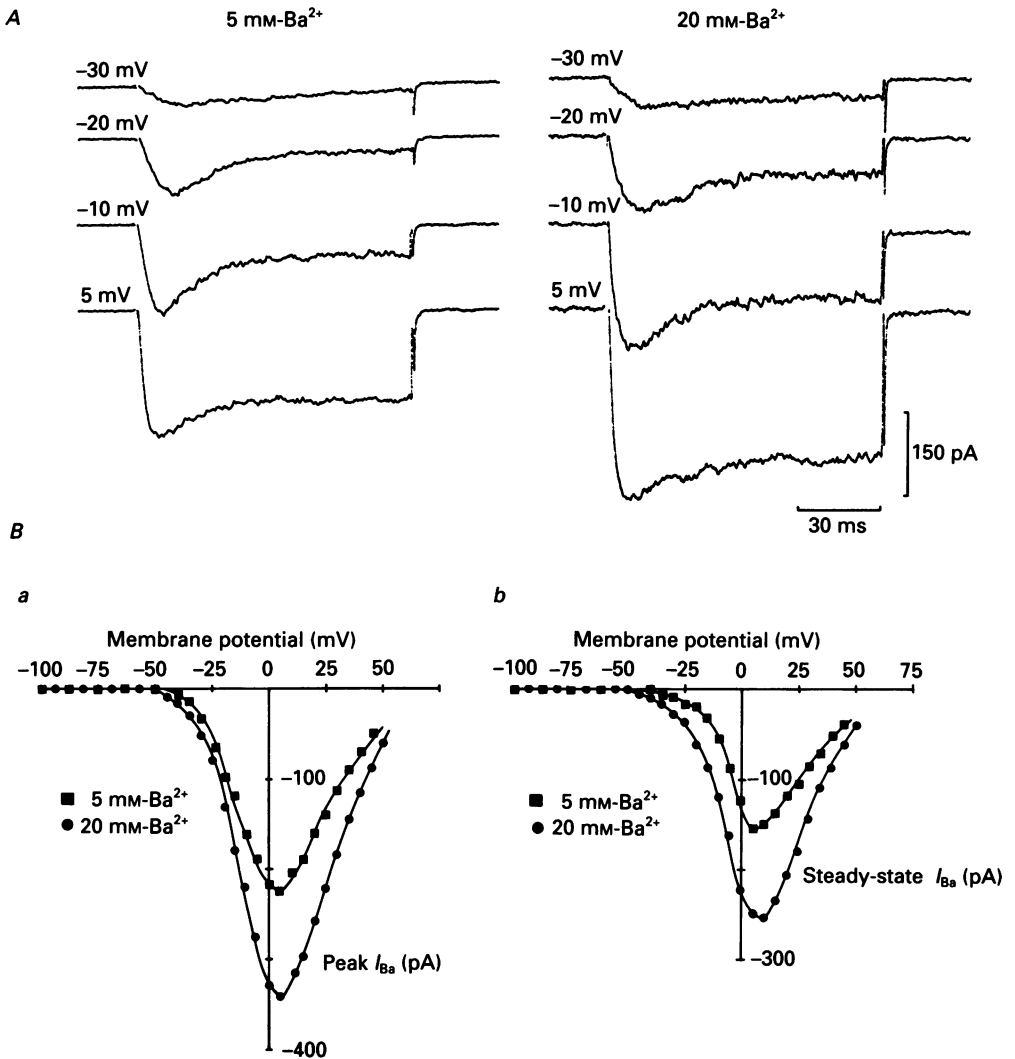 A
5 mM-Ba²⁺
20 mM-Ba²⁺
−30 mV
−20 mV
−10 mV
5 mV
−30 mV
−20 mV
−10 mV
5 mV
150 pA
30 ms
B
a
Membrane potential (mV)
−100 −75 −50 −25 0 25 50
−100
5 mM-Ba²⁺
20 mM-Ba²⁺
Peak I_Ba (pA)
−400
b
Membrane potential (mV)
−100 −75 −50 −25 0 25 50 75
−100
5 mM-Ba²⁺
20 mM-Ba²⁺
Steady-state I_Ba (pA)
−300